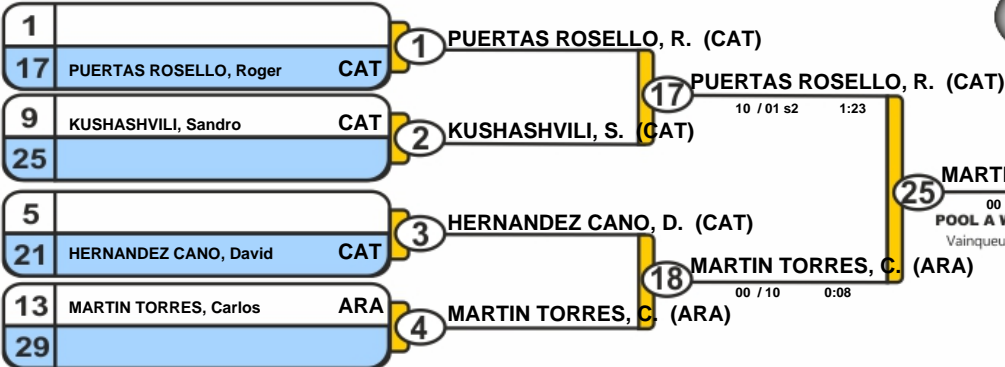 1
17 PUERTAS ROSELLO, Roger CAT
1 PUERTAS ROSELLO, R. (CAT)
9 KUSHASHVILI, Sandro CAT
25
2 KUSHASHVILI, S. (CAT)
17 PUERTAS ROSELLO, R. (CAT)
10 / 01 s2 1:23
5
21 HERNANDEZ CANO, David CAT
3 HERNANDEZ CANO, D. (CAT)
13 MARTIN TORRES, Carlos ARA
29
4 MARTIN TORRES, C. (ARA)
18 MARTIN TORRES, C. (ARA)
00 / 10 0:08
25
00
POOL A